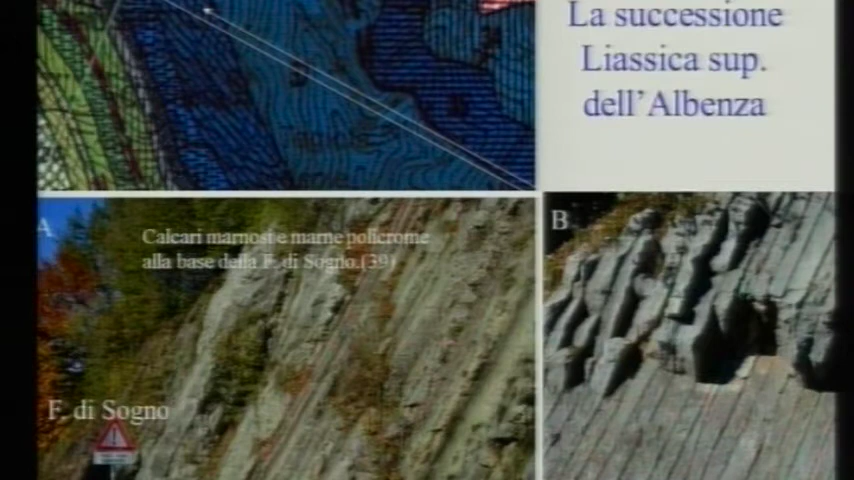 La successione
Liassica sup.
dell'Albenza
A
Calcari marnosi e marne policrome
alla base della F. di Sogno.(39)
B
F. di Sogno